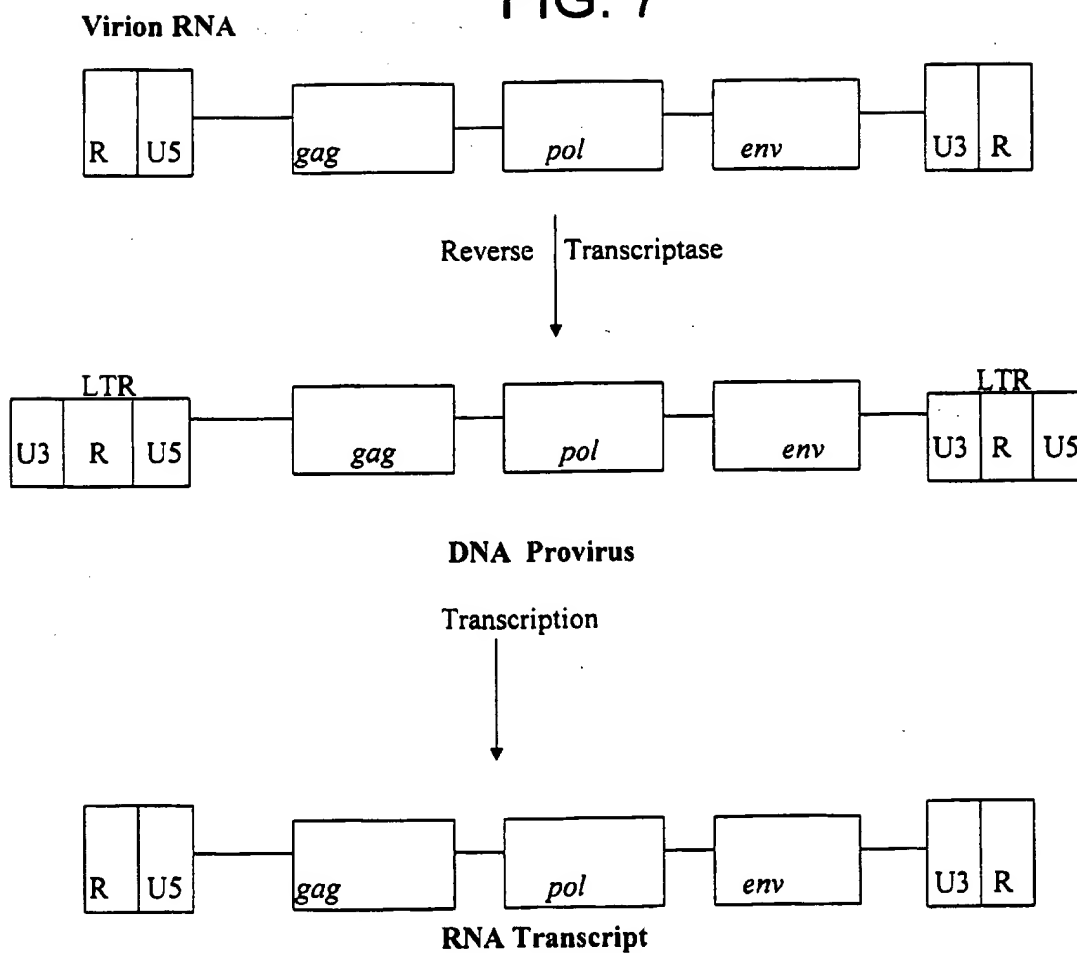 FIG. 7
Virion RNA
R U5 gag pol env U3 R
Reverse Transcriptase
LTR LTR
U3 R U5 gag pol env U3 R U5
DNA Provirus
Transcription
R U5 gag pol env U3 R
RNA Transcript